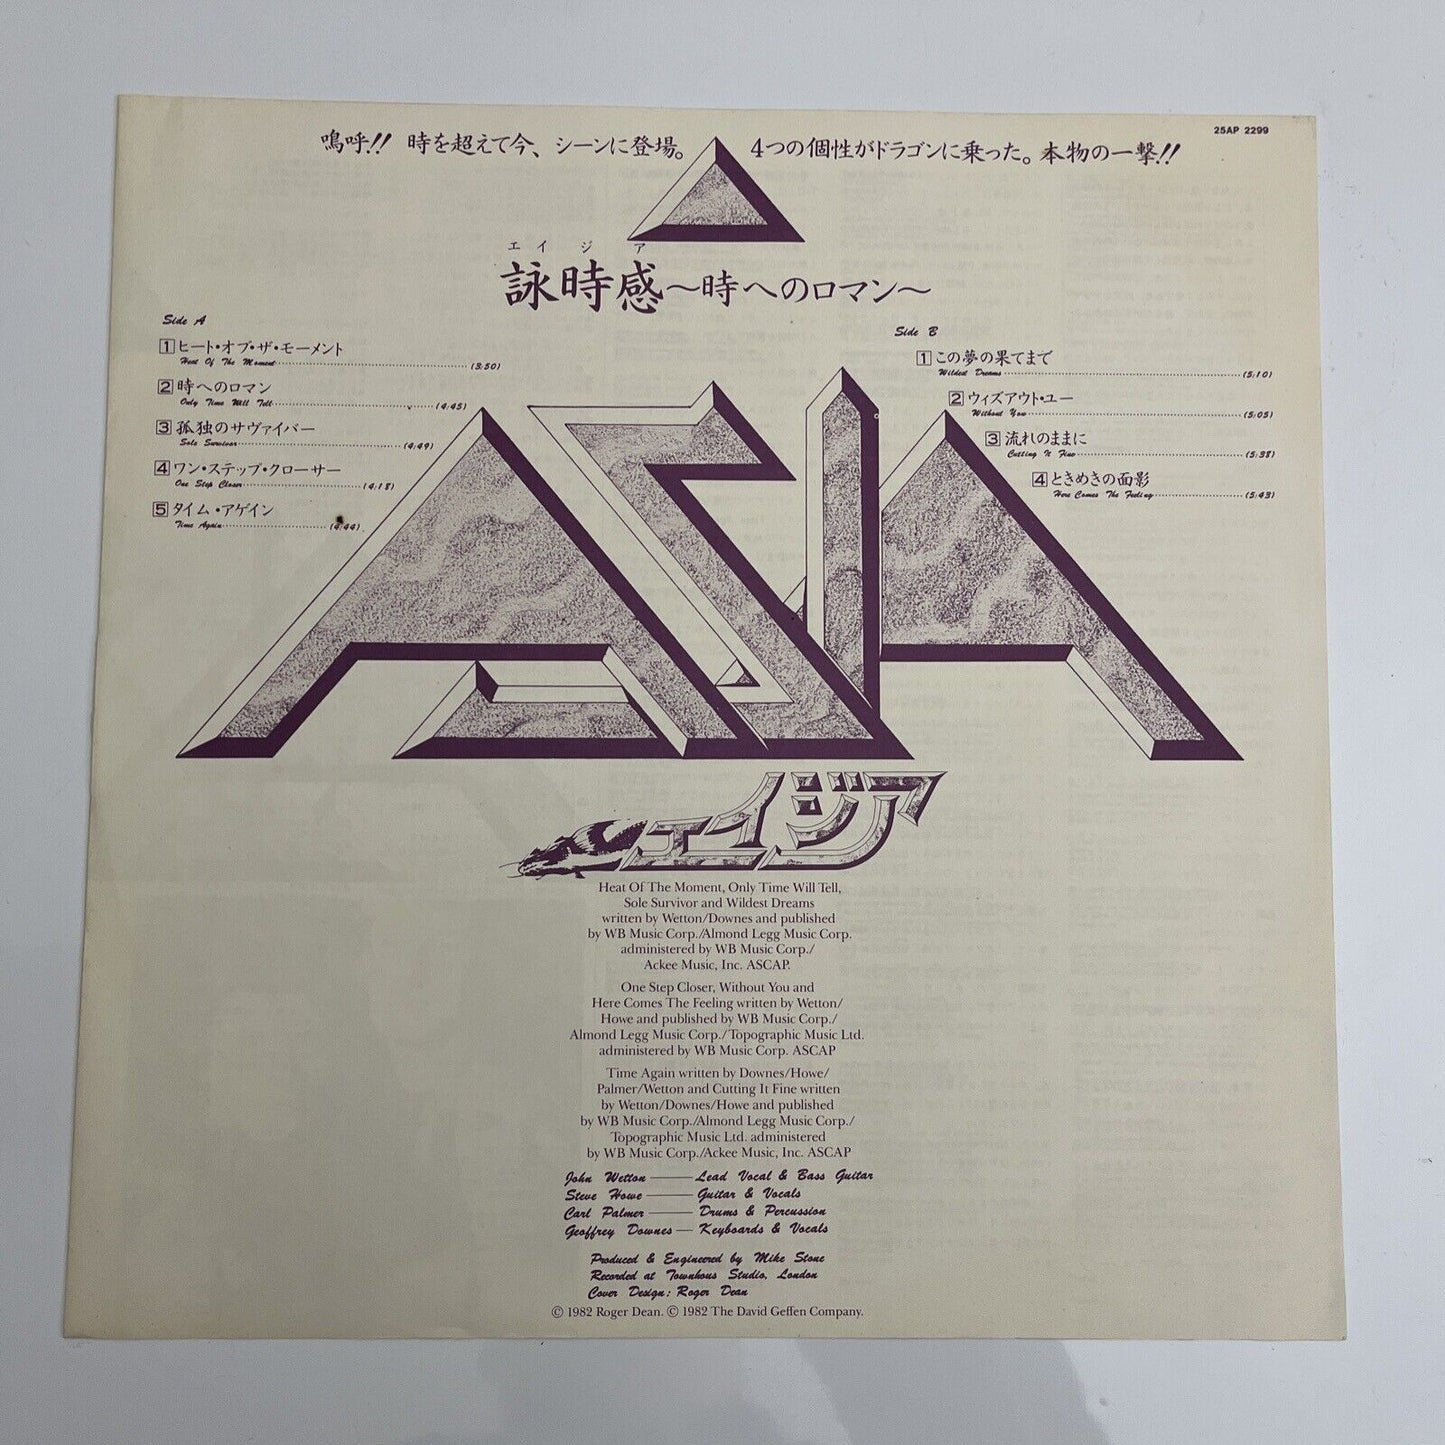 25AP 2299
嗚呼!! 時を超えて今、シーンに登場。 4つの個性がドラゴンに乗った。本物の一撃!!
エイジア
詠時感〜時へのロマン〜
Side A
1 ヒート・オブ・ザ・モーメント
Heat Of The Moment (3:50)
2 時へのロマン
Only Time Will Tell (4:45)
3 孤独のサヴァイバー
Sole Survivor (4:49)
4 ワン・ステップ・クローサー
One Step Closer (4:18)
5 タイム・アゲイン
Time Again (4:44)
Side B
1 この夢の果てまで
Wildest Dreams (5:10)
2 ウィズアウト・ユー
Without You (5:05)
3 流れのままに
Cutting It Fine (5:38)
4 ときめきの面影
Here Comes The Feeling (5:43)
ASIA
エイジア
Heat Of The Moment, Only Time Will Tell,
Sole Survivor and Wildest Dreams
written by Wetton/Downes and published
by WB Music Corp./Almond Legg Music Corp.
administered by WB Music Corp./
Ackee Music, Inc. ASCAP.
One Step Closer, Without You and
Here Comes The Feeling written by Wetton/
Howe and published by WB Music Corp./
Almond Legg Music Corp./Topographic Music Ltd.
administered by WB Music Corp. ASCAP
Time Again written by Downes/Howe/
Palmer/Wetton and Cutting It Fine written
by Wetton/Downes/Howe and published
by WB Music Corp./Almond Legg Music Corp./
Topographic Music Ltd. administered
by WB Music Corp./Ackee Music, Inc. ASCAP
John Wetton — Lead Vocal & Bass Guitar
Steve Howe — Guitar & Vocals
Carl Palmer — Drums & Percussion
Geoffrey Downes — Keyboards & Vocals
Produced & Engineered by Mike Stone
Recorded at Townhous Studio, London
Cover Design: Roger Dean
© 1982 Roger Dean. © 1982 The David Geffen Company.